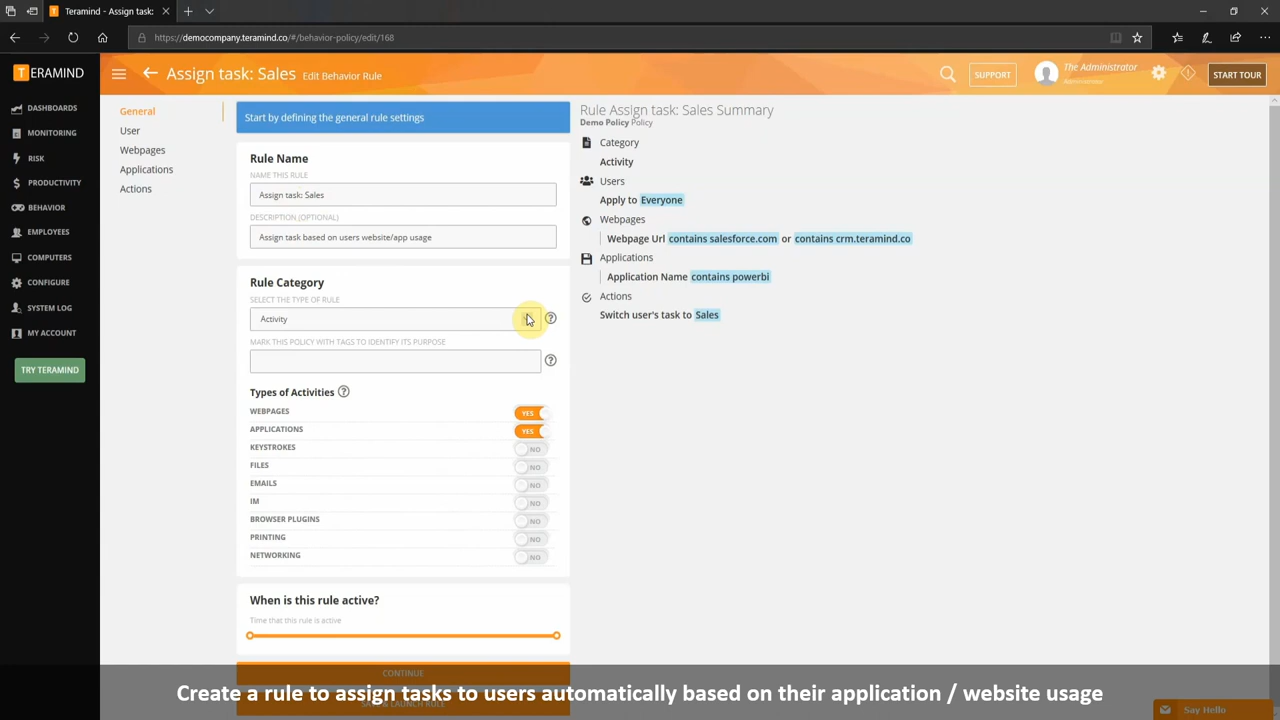 Teramind - Assign task:
https://democompany.teramind.co/#/behavior-policy/edit/168
TERAMIND
Assign task: Sales Edit Behavior Rule
SUPPORT
The Administrator
Administrator
START TOUR
DASHBOARDS
MONITORING
RISK
PRODUCTIVITY
BEHAVIOR
EMPLOYEES
COMPUTERS
CONFIGURE
SYSTEM LOG
MY ACCOUNT
TRY TERAMIND
General
User
Webpages
Applications
Actions
Start by defining the general rule settings
Rule Name
NAME THIS RULE
Assign task: Sales
DESCRIPTION (OPTIONAL)
Assign task based on users website/app usage
Rule Category
SELECT THE TYPE OF RULE
Activity
?
MARK THIS POLICY WITH TAGS TO IDENTIFY ITS PURPOSE
?
Types of Activities ?
WEBPAGES YES
APPLICATIONS YES
KEYSTROKES NO
FILES NO
EMAILS NO
IM NO
BROWSER PLUGINS NO
PRINTING NO
NETWORKING NO
When is this rule active?
Time that this rule is active
CONTINUE
SAVE & LAUNCH RULE
Rule Assign task: Sales Summary
Demo Policy Policy
Category
Activity
Users
Apply to Everyone
Webpages
Webpage Url contains salesforce.com or contains crm.teramind.co
Applications
Application Name contains powerbi
Actions
Switch user's task to Sales
Create a rule to assign tasks to users automatically based on their application / website usage
Say Hello